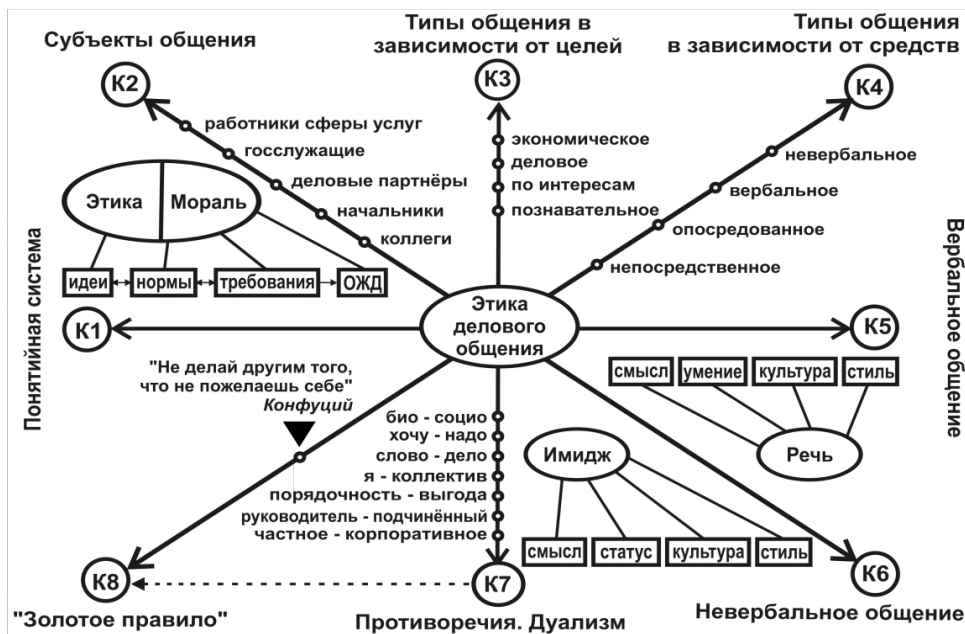 Субъекты общения
Типы общения в
зависимости от целей
Типы общения
в зависимости от средств
К2
К3
К4
работники сферы услуг
госслужащие
деловые партнёры
начальники
коллеги
экономическое
деловое
по интересам
познавательное
невербальное
вербальное
опосредованное
непосредственное
Этика
Мораль
идеи
нормы
требования
ОЖД
Понятийная система
К1
Этика
делового
общения
К5
Вербальное общение
"Не делай другим того,
что не пожелаешь себе"
Конфуций
смысл
умение
культура
стиль
Речь
био - социо
хочу - надо
слово - дело
я - коллектив
порядочность - выгода
руководитель - подчинённый
частное - корпоративное
Имидж
смысл
статус
культура
стиль
К8
К7
К6
"Золотое правило"
Противоречия. Дуализм
Невербальное общение